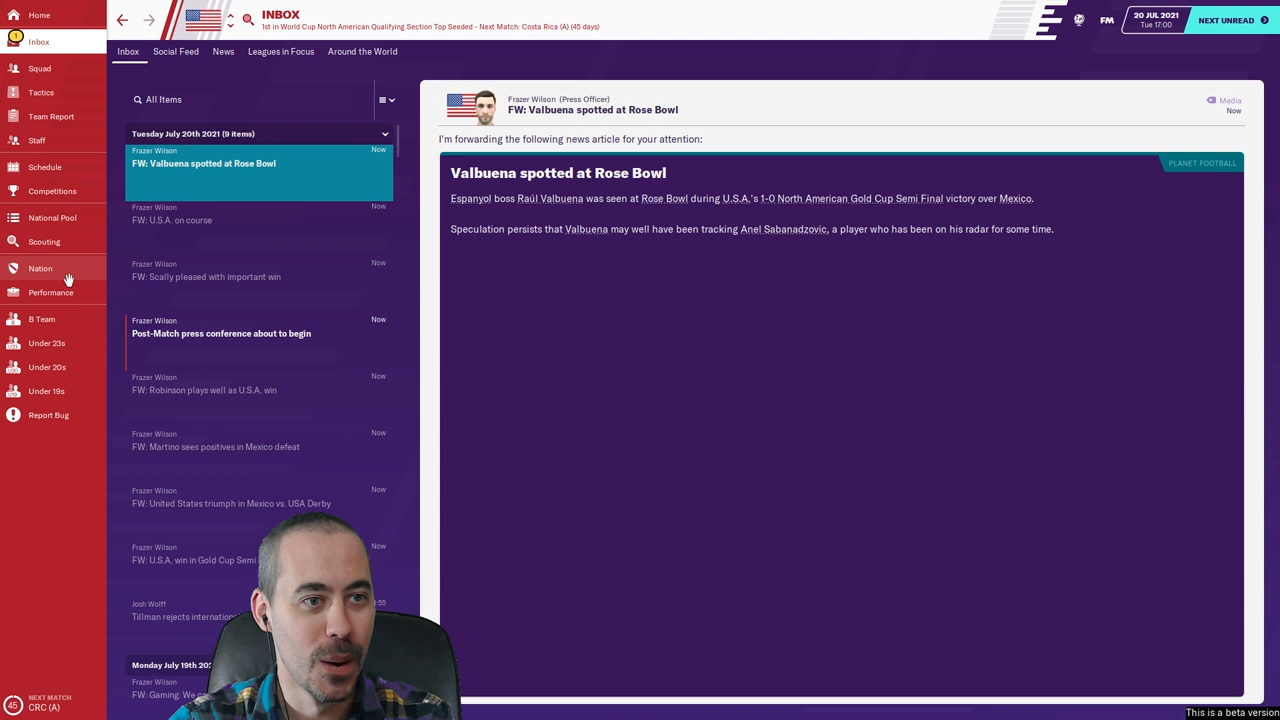 Home
1
Inbox
Squad
Tactics
Team Report
Staff
Schedule
Competitions
National Pool
Scouting
Nation
Performance
B Team
Under 23s
Under 20s
Under 19s
Report Bug
45
NEXT MATCH
CRC (A)
INBOX
1st in World Cup North American Qualifying Section Top Seeded - Next Match: Costa Rica (A) (45 days)
FM
20 JUL 2021
Tue 17:00
NEXT UNREAD
Inbox
Social Feed
News
Leagues in Focus
Around the World
All Items
Tuesday July 20th 2021 (9 items)
Frazer Wilson
Now
FW: Valbuena spotted at Rose Bowl
Frazer Wilson
Now
FW: U.S.A. on course
Frazer Wilson
Now
FW: Scally pleased with important win
Frazer Wilson
Now
Post-Match press conference about to begin
Frazer Wilson
Now
FW: Robinson plays well as U.S.A. win
Frazer Wilson
Now
FW: Martino sees positives in Mexico defeat
Frazer Wilson
Now
FW: United States triumph in Mexico vs. USA Derby
Frazer Wilson
Now
FW: U.S.A. win in Gold Cup Semi
Josh Wolff
:55
Tillman rejects internation
Monday July 19th 20
Frazer Wilson
FW: Gaming: We
Frazer Wilson (Press Officer)
FW: Valbuena spotted at Rose Bowl
Media
Now
I'm forwarding the following news article for your attention:
PLANET FOOTBALL
Valbuena spotted at Rose Bowl
Espanyol boss Raúl Valbuena was seen at Rose Bowl during U.S.A.'s 1-0 North American Gold Cup Semi Final victory over Mexico.
Speculation persists that Valbuena may well have been tracking Anel Sabanadzovic, a player who has been on his radar for some time.
This is a beta version